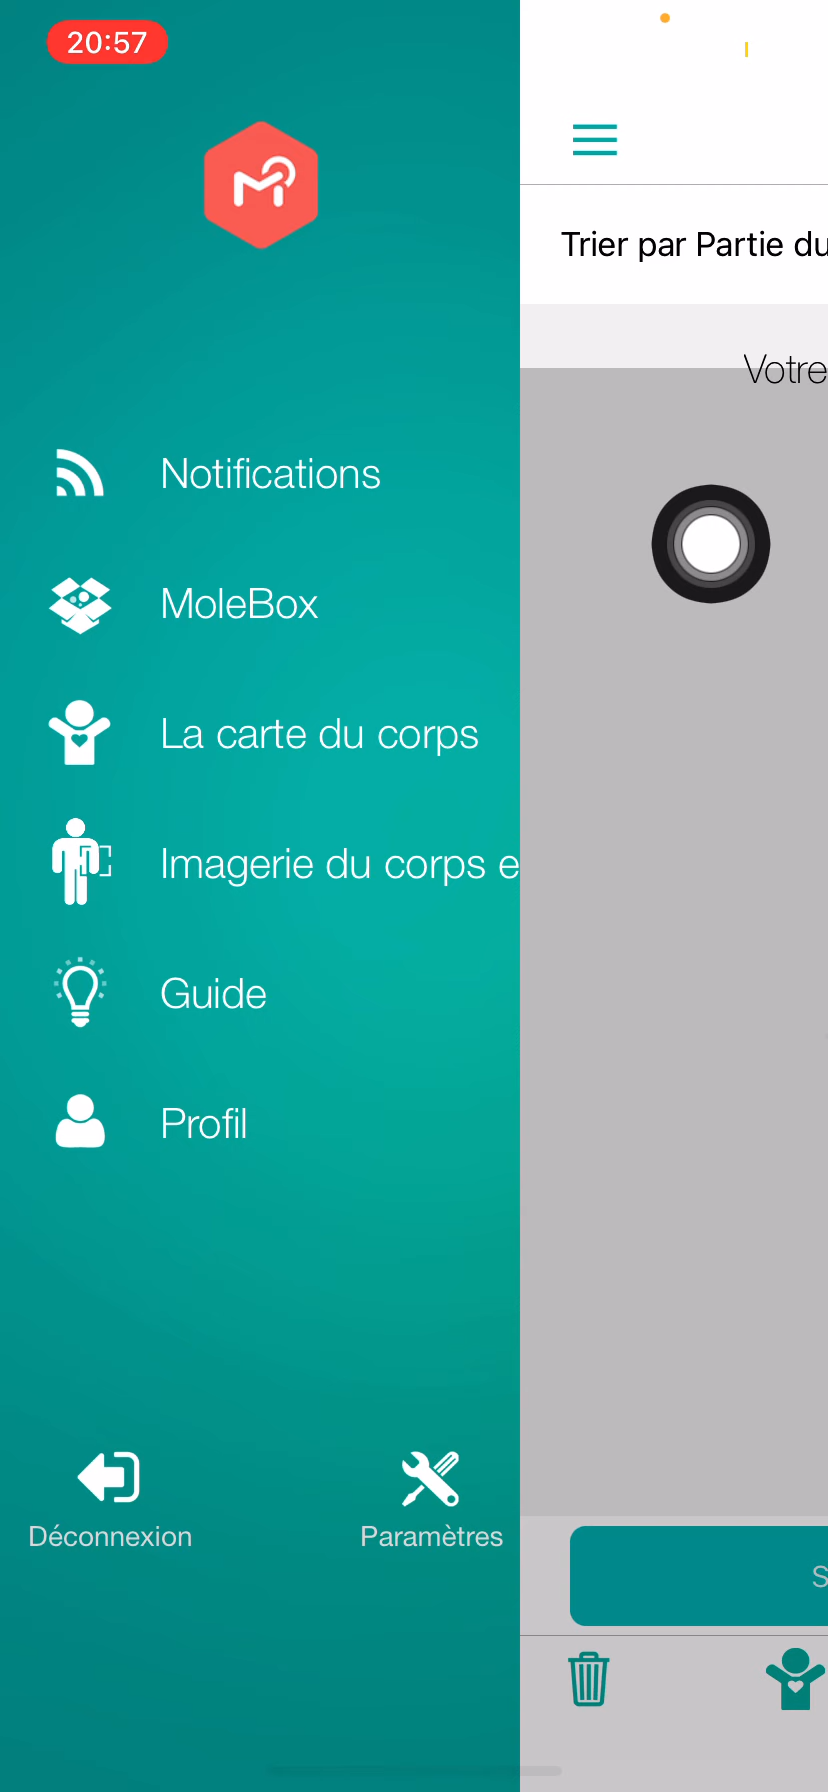 20:57
Trier par Partie du
Votre
Notifications
MoleBox
La carte du corps
Imagerie du corps e
Guide
Profil
Déconnexion
Paramètres
S